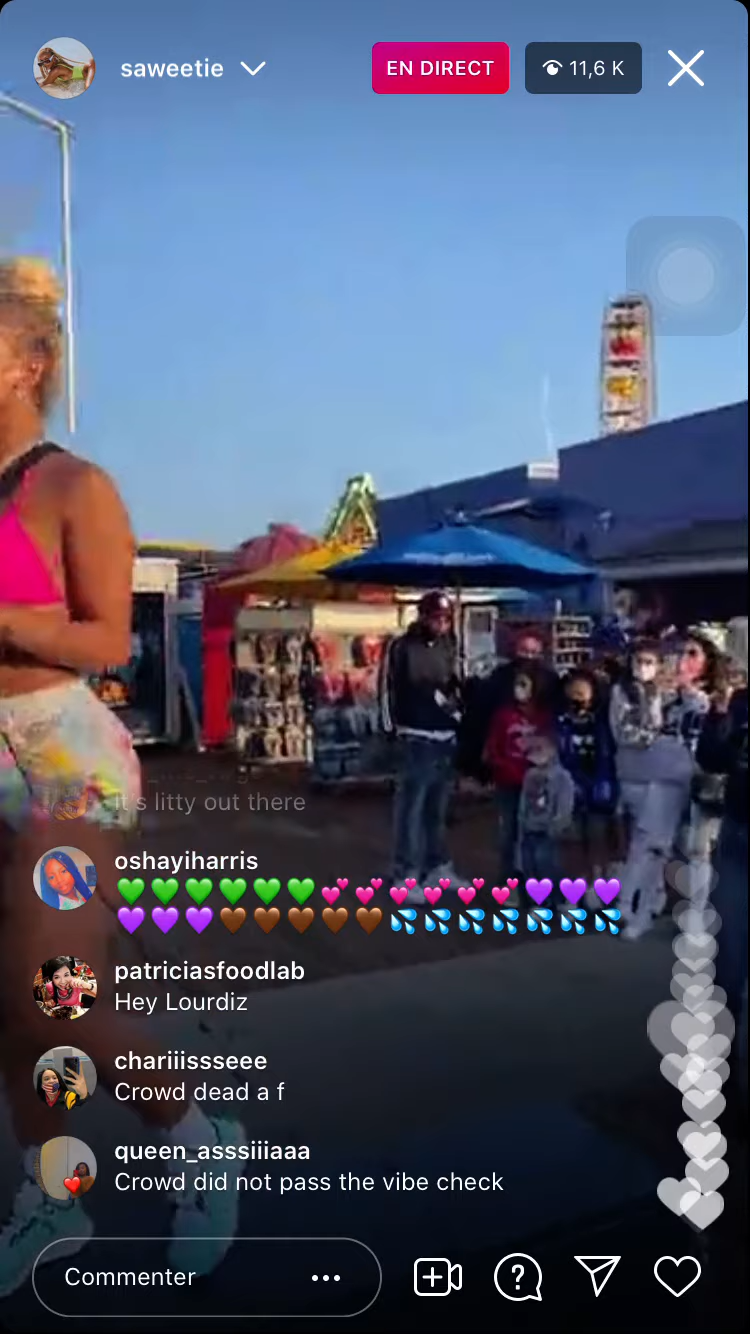 saweetie
EN DIRECT
11,6 K
It's litty out there
oshayiharris
💚💚💚💚💚💚💕💕💕💕💕💕💜💜💜
💜💜💜🤎🤎🤎🤎🤎💦💦💦💦💦💦💦
patriciasfoodlab
Hey Lourdiz
chariiissseee
Crowd dead a f
queen_asssiiiaaa
Crowd did not pass the vibe check
Commenter